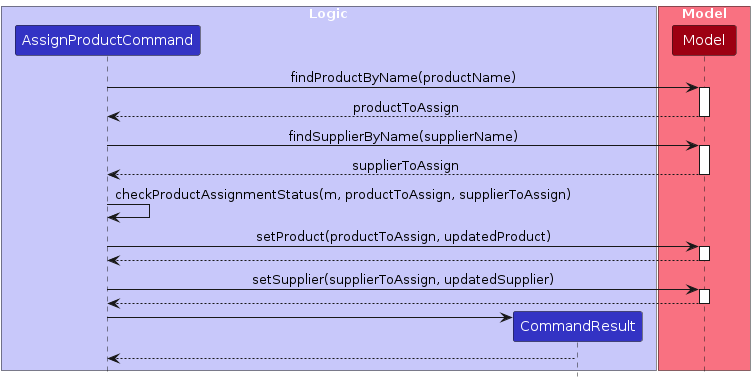 Logic
Model
AssignProductCommand
Model
findProductByName(productName)
productToAssign
findSupplierByName(supplierName)
supplierToAssign
checkProductAssignmentStatus(m, productToAssign, supplierToAssign)
setProduct(productToAssign, updatedProduct)
setSupplier(supplierToAssign, updatedSupplier)
CommandResult